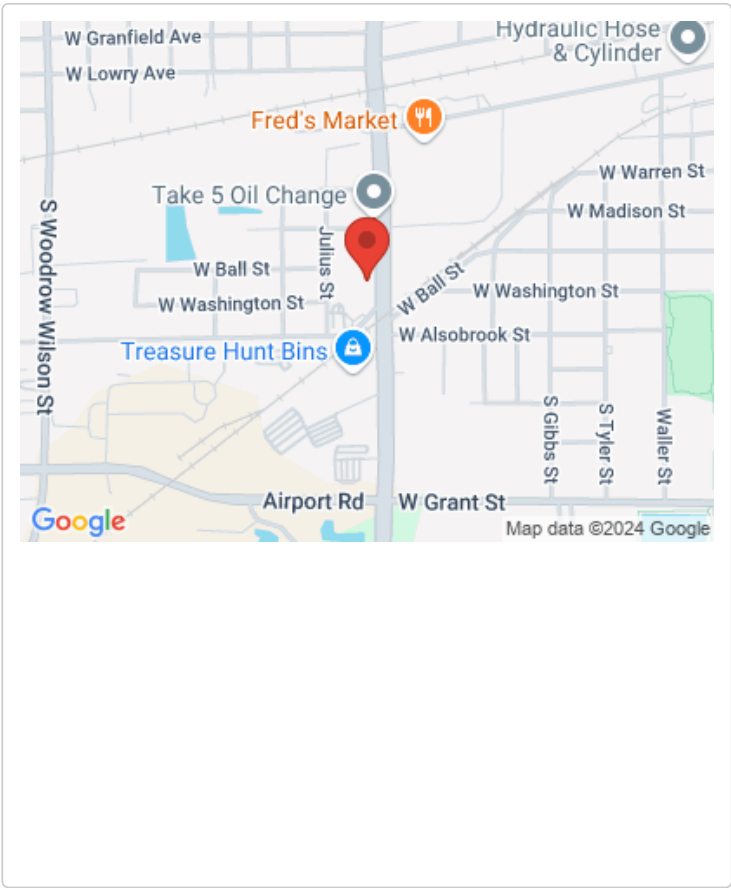 W Granfield Ave
Hydraulic Hose
& Cylinder
W Lowry Ave
Fred's Market
W Warren St
Take 5 Oil Change
W Madison St
S Woodrow Wilson St
Julius St
W Ball St
W Ball St
W Washington St
W Washington St
W Alsobrook St
Treasure Hunt Bins
S Gibbs St
S Tyler St
Waller St
Airport Rd
W Grant St
Google
Map data ©2024 Google